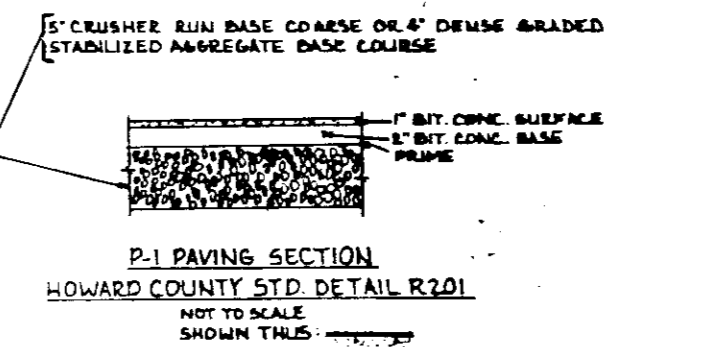 5" CRUSHER RUN BASE COARSE OR 4" DENSE GRADED
STABILIZED AGGREGATE BASE COURSE
1" BIT. CONC. SURFACE
2" BIT. CONC. BASE
PRIME
P-1 PAVING SECTION
HOWARD COUNTY STD. DETAIL R201
NOT TO SCALE
SHOWN THUS: